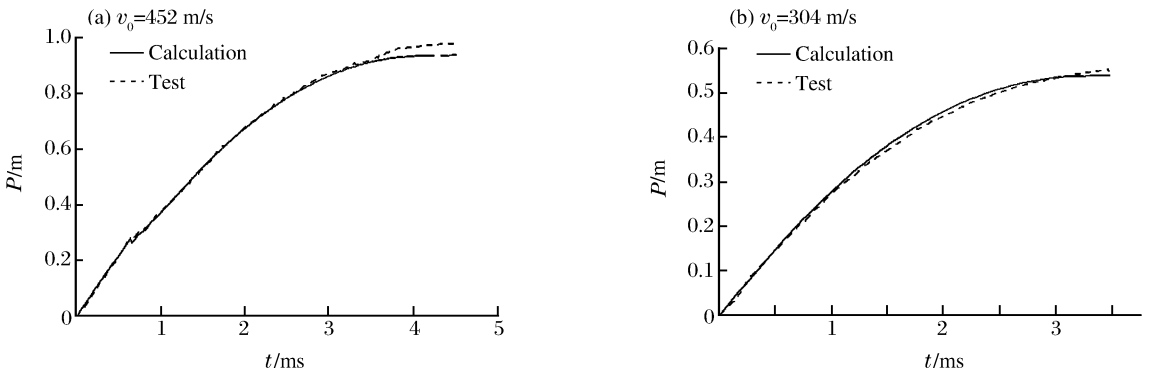 (a) v₀=452 m/s
1.0
0.8
0.6
0.4
0.2
0
Calculation
Test
P/m
1 2 3 4 5
t/ms
(b) v₀=304 m/s
0.6
0.5
0.4
0.3
0.2
0.1
0
Calculation
Test
P/m
1 2 3
t/ms